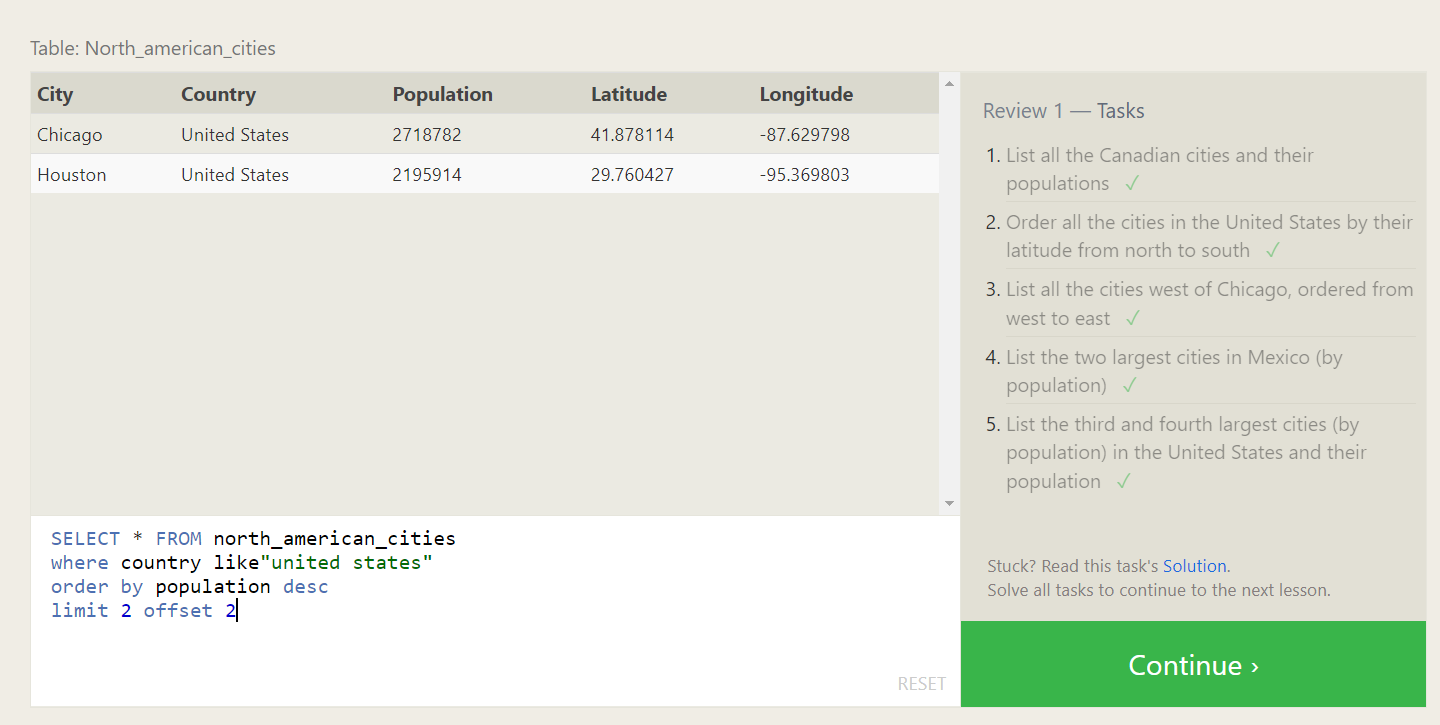 Table: North_american_cities
City Country Population Latitude Longitude
Chicago United States 2718782 41.878114 -87.629798
Houston United States 2195914 29.760427 -95.369803
SELECT * FROM north_american_cities
where country like"united states"
order by population desc
limit 2 offset 2
RESET
Review 1 — Tasks
1. List all the Canadian cities and their
populations ✓
2. Order all the cities in the United States by their
latitude from north to south ✓
3. List all the cities west of Chicago, ordered from
west to east ✓
4. List the two largest cities in Mexico (by
population) ✓
5. List the third and fourth largest cities (by
population) in the United States and their
population ✓
Stuck? Read this task's Solution.
Solve all tasks to continue to the next lesson.
Continue ›